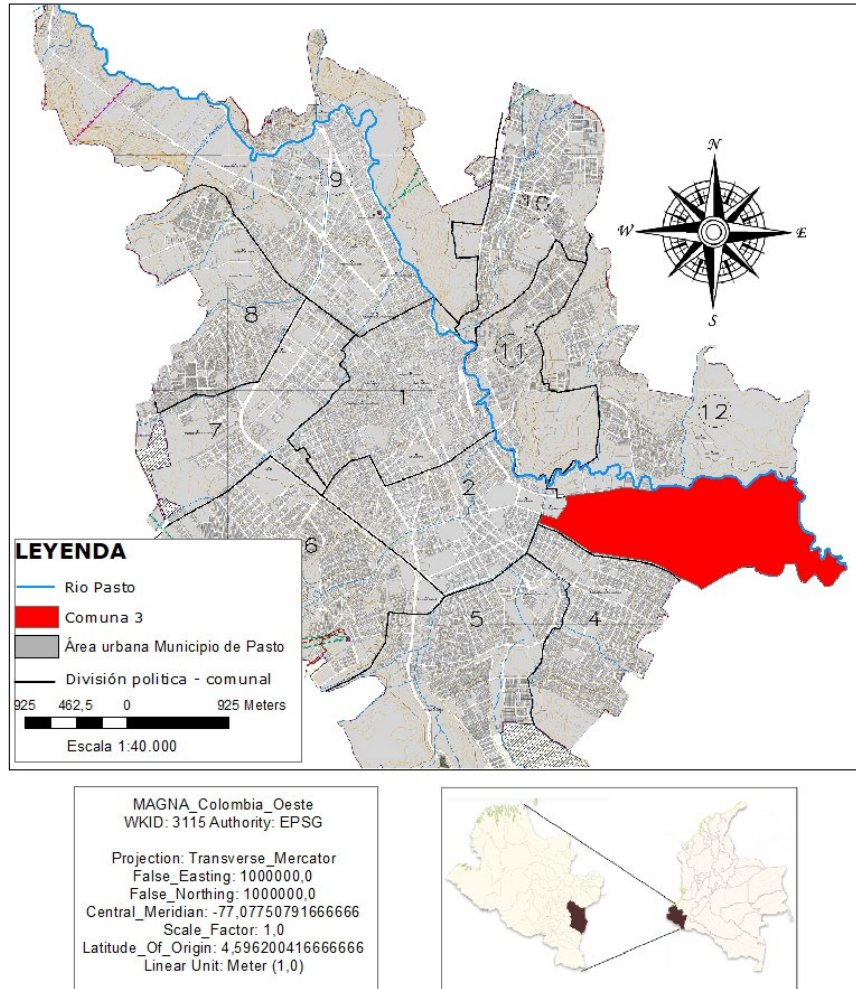 N
W
E
S
9
10
8
11
1
12
7
2
6
5
4
LEYENDA
Rio Pasto
Comuna 3
Área urbana Municipio de Pasto
División politica - comunal
925 462,5 0 925 Meters
Escala 1:40.000
MAGNA_Colombia_Oeste
WKID: 3115 Authority: EPSG
Projection: Transverse_Mercator
False_Easting: 1000000,0
False_Northing: 1000000,0
Central_Meridian: -77,07750791666666
Scale_Factor: 1,0
Latitude_Of_Origin: 4,596200416666666
Linear Unit: Meter (1,0)